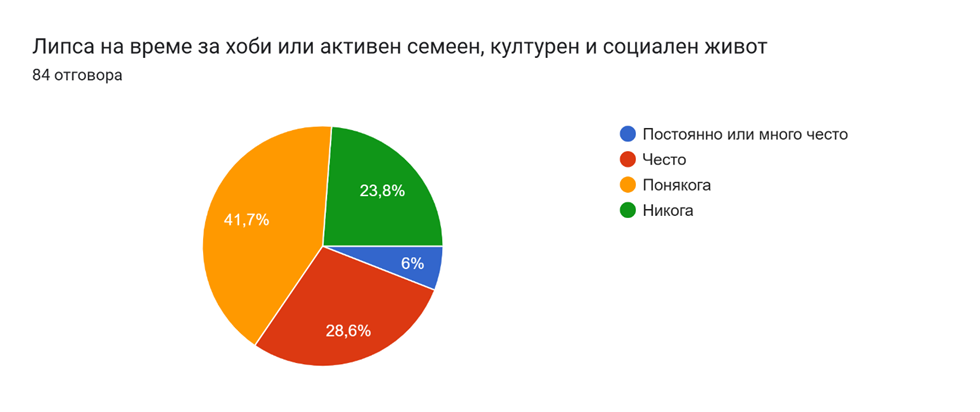 Липса на време за хоби или активен семеен, културен и социален живот
84 отговора
Постоянно или много често
Често
Понякога
Никога
23,8%
41,7%
6%
28,6%